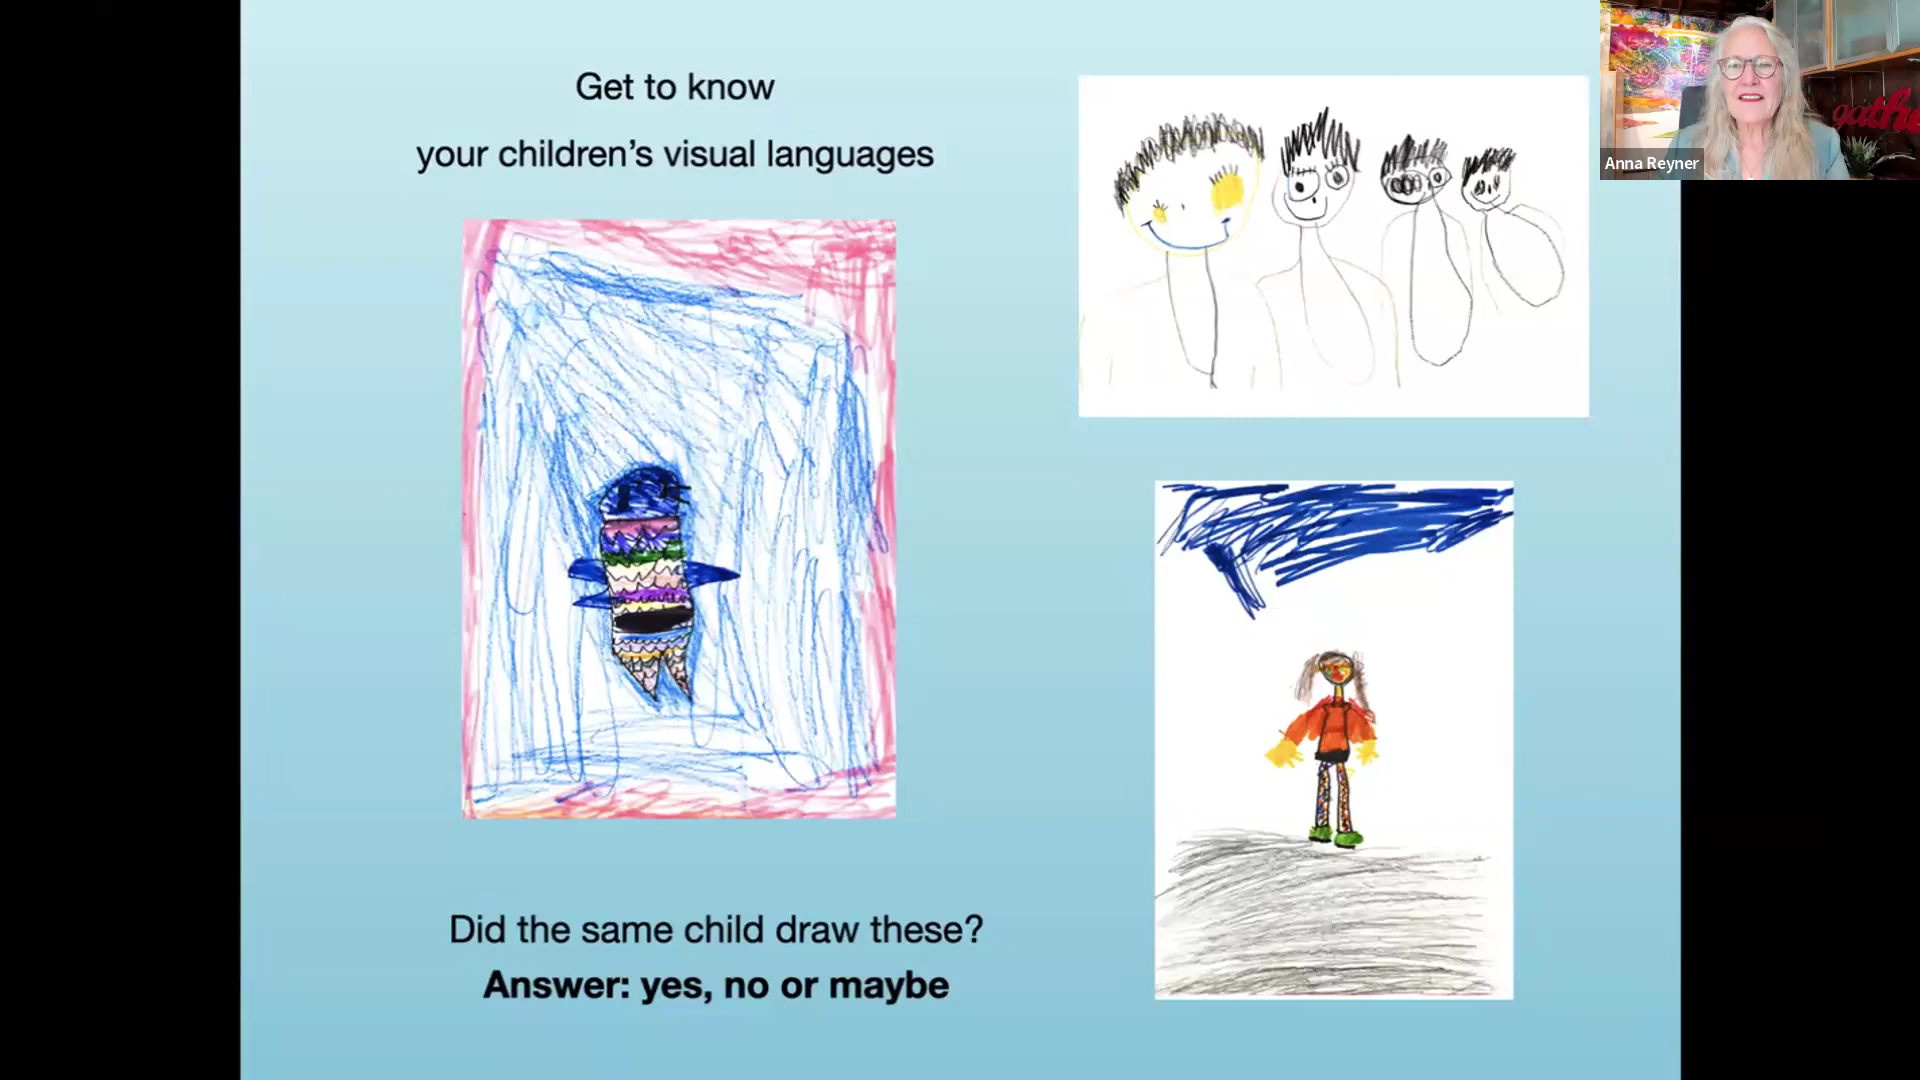 Get to know
your children's visual languages
Did the same child draw these?
Answer: yes, no or maybe
Anna Reyner